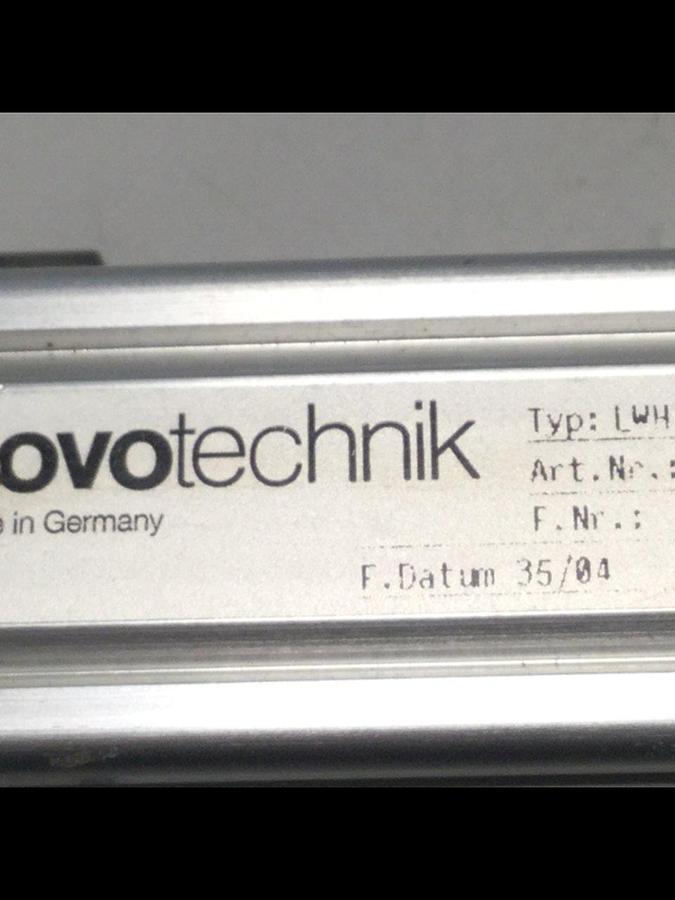 ovotechnik
in Germany
Typ: LWH
Art.Nr.:
F.Nr.:
F.Datum 35/04